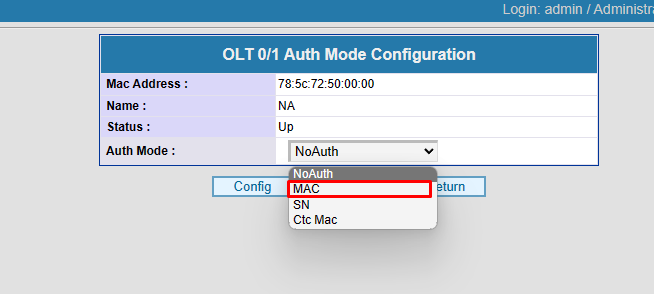 Login: admin / Administra
OLT 0/1 Auth Mode Configuration
Mac Address : 78:5c:72:50:00:00
Name : NA
Status : Up
Auth Mode : NoAuth
NoAuth
MAC
SN
Ctc Mac
Config eturn